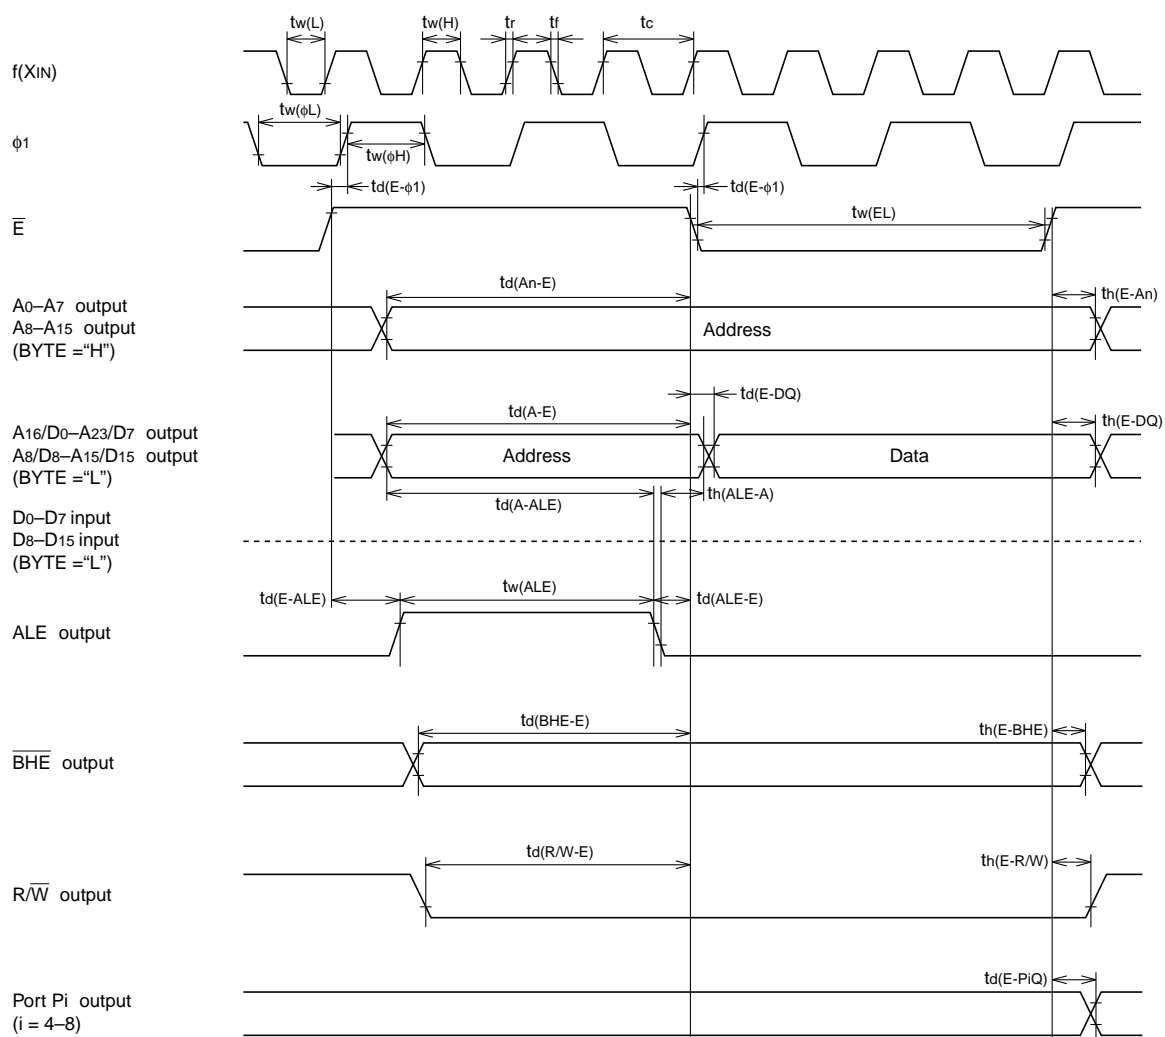 tw(L) tw(H) tr tf tc
f(XIN)
tw(ϕL)
ϕ1
tw(ϕH)
td(E-ϕ1) td(E-ϕ1)
E̅ tw(EL)
td(An-E) th(E-An)
A0–A7 output
A8–A15 output Address
(BYTE =“H”)
td(E-DQ)
td(A-E) th(E-DQ)
A16/D0–A23/D7 output
A8/D8–A15/D15 output Address Data
(BYTE =“L”)
td(A-ALE) th(ALE-A)
D0–D7 input
D8–D15 input
(BYTE =“L”)
td(E-ALE) tw(ALE) td(ALE-E)
ALE output
td(BHE-E) th(E-BHE)
B̅H̅E̅ output
td(R/W-E) th(E-R/W)
R/W̅ output
td(E-PiQ)
Port Pi output
(i = 4–8)